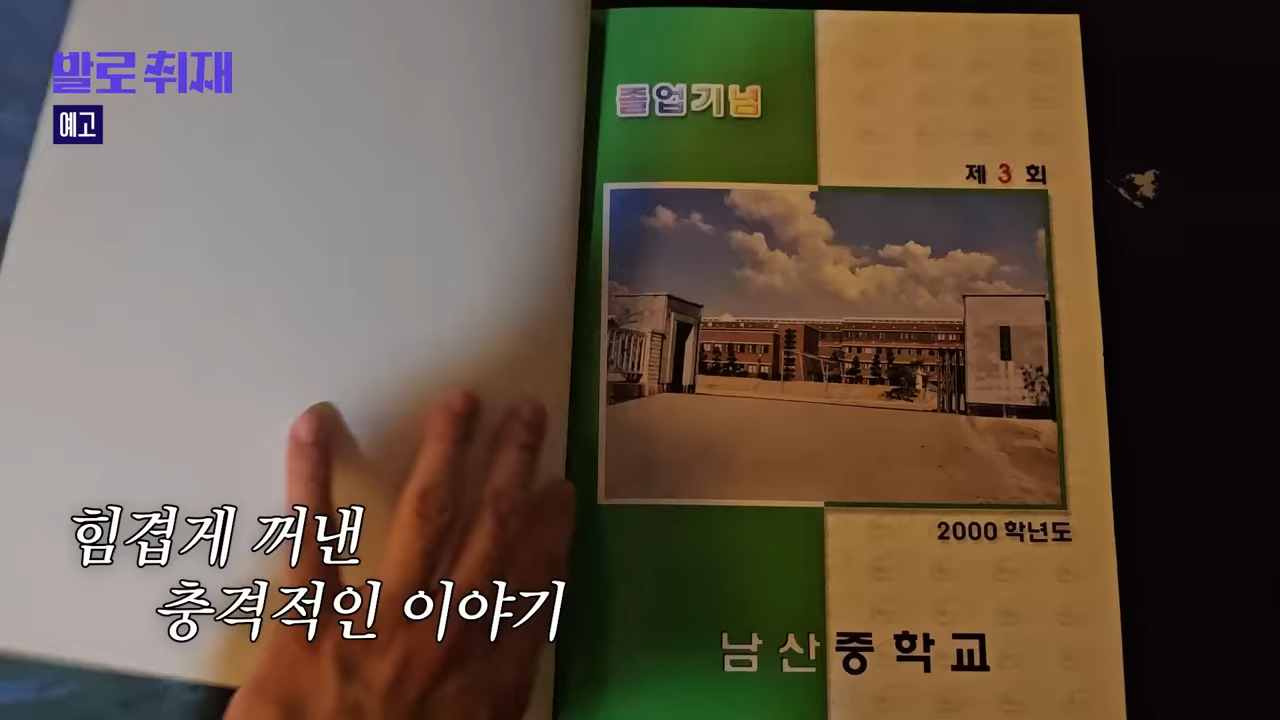 발로 취재
예고
졸업기념
제 3 회
2000 학년도
남산중학교
힘겹게 꺼낸
충격적인 이야기